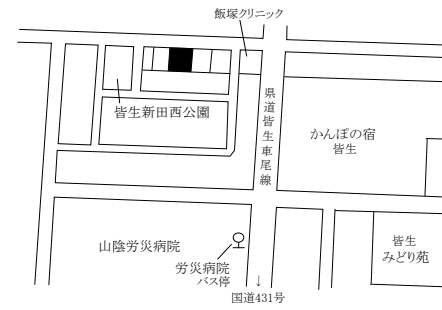 飯塚クリニック
皆生新田西公園
県道皆生車尾線
かんぽの宿
皆生
山陰労災病院
労災病院
バス停
皆生
みどり苑
↓
国道431号